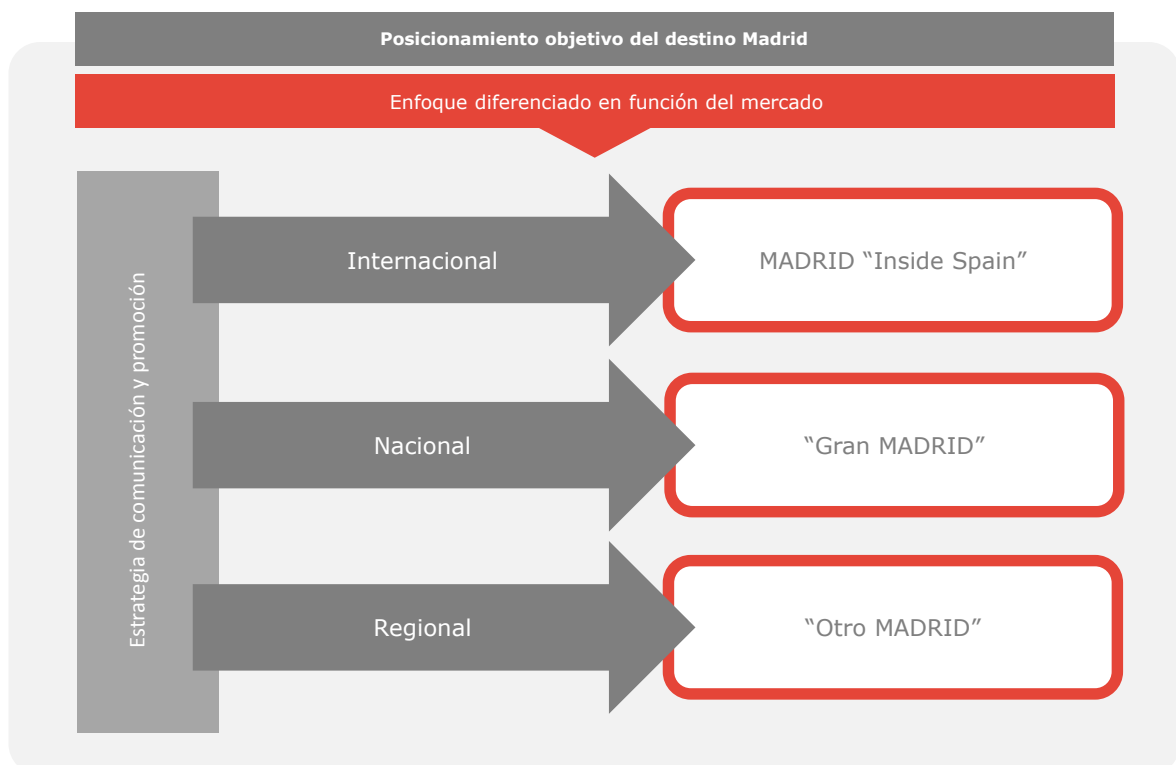 Posicionamiento objetivo del destino Madrid
Enfoque diferenciado en función del mercado
Estrategia de comunicación y promoción
Internacional
MADRID “Inside Spain”
Nacional
“Gran MADRID”
Regional
“Otro MADRID”